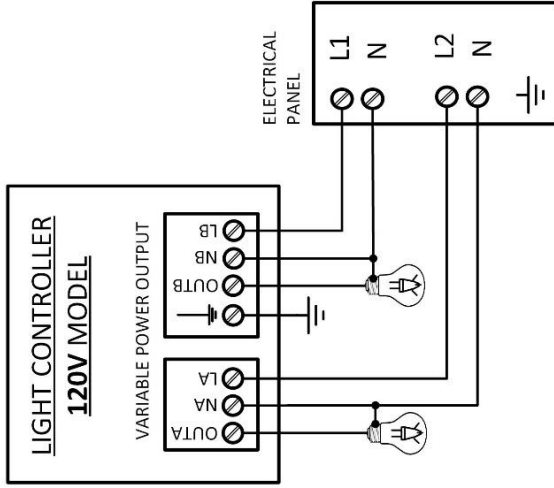 LIGHT CONTROLLER
120V MODEL
VARIABLE POWER OUTPUT
LB
NB
OUTB
LA
NA
OUTA
ELECTRICAL
PANEL
L1
N
L2
N